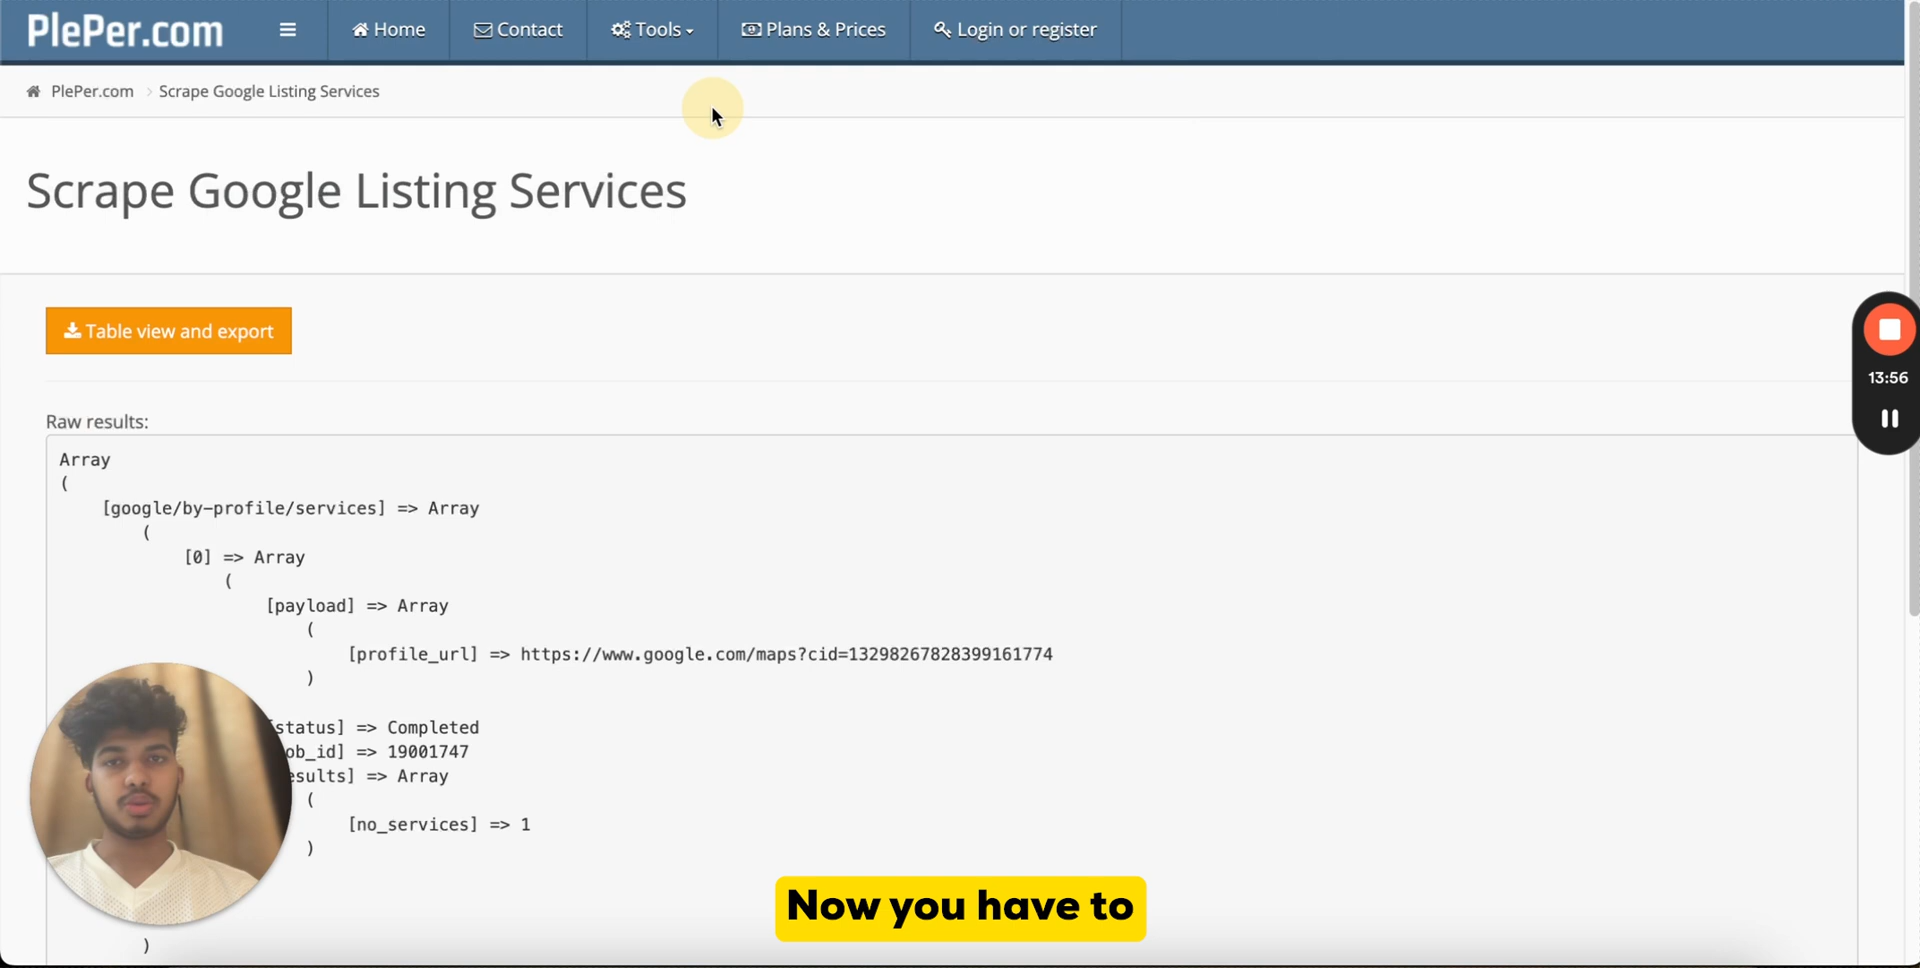 PlePer.com
Home
Contact
Tools
Plans & Prices
Login or register
PlePer.com
Scrape Google Listing Services
Scrape Google Listing Services
Table view and export
13:56
Raw results:
Array
(
[google/by-profile/services] => Array
(
[0] => Array
(
[payload] => Array
(
[profile_url] => https://www.google.com/maps?cid=13298267828399161774
)
status] => Completed
ob_id] => 19001747
esults] => Array
(
[no_services] => 1
)
)
Now you have to